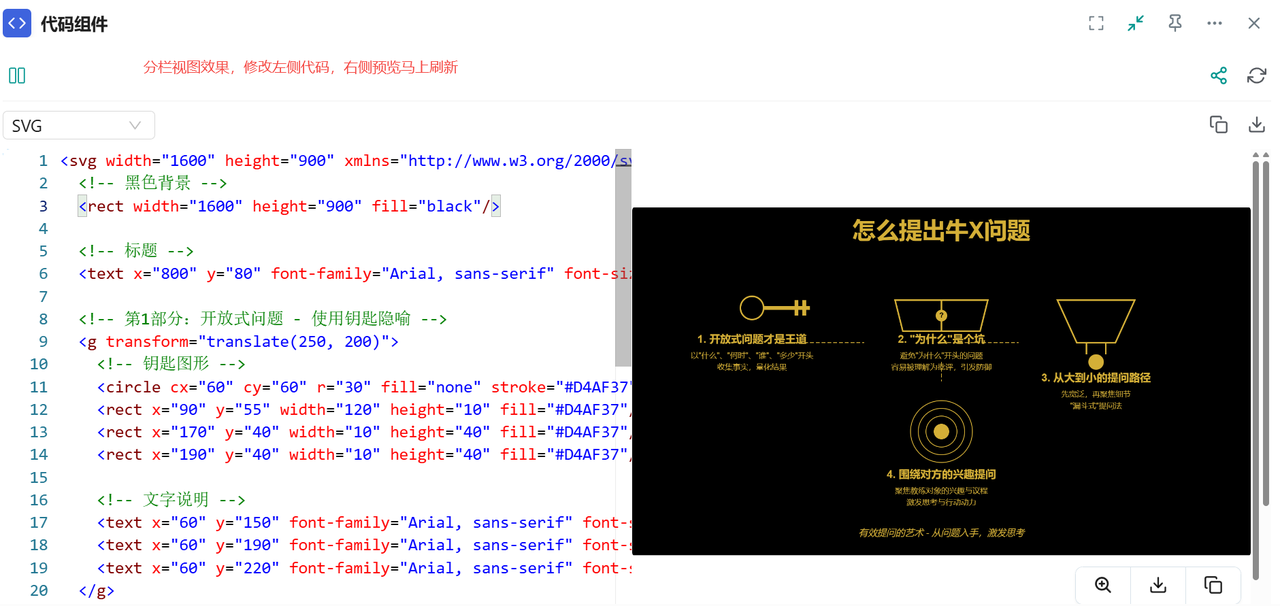 代码组件
分栏视图效果，修改左侧代码，右侧预览马上刷新
SVG
1 <svg width="1600" height="900" xmlns="http://www.w3.org/2000/sv
2 <!-- 黑色背景 -->
3 <rect width="1600" height="900" fill="black"/>
4
5 <!-- 标题 -->
6 <text x="800" y="80" font-family="Arial, sans-serif" font-siz
7
8 <!-- 第1部分：开放式问题 - 使用钥匙隐喻 -->
9 <g transform="translate(250, 200)">
10 <!-- 钥匙图形 -->
11 <circle cx="60" cy="60" r="30" fill="none" stroke="#D4AF37"
12 <rect x="90" y="55" width="120" height="10" fill="#D4AF37"/
13 <rect x="170" y="40" width="10" height="40" fill="#D4AF37"/
14 <rect x="190" y="40" width="10" height="40" fill="#D4AF37"/
15
16 <!-- 文字说明 -->
17 <text x="60" y="150" font-family="Arial, sans-serif" font-s
18 <text x="60" y="190" font-family="Arial, sans-serif" font-s
19 <text x="60" y="220" font-family="Arial, sans-serif" font-s
20 </g>
怎么提出牛X问题
?
1. 开放式问题才是王道
以"什么"、"何时"、"谁"、"多少"开头
收集事实，量化结果
2. "为什么"是个坑
避免"为什么"开头的问题
容易被理解为批评，引发防御
3. 从大到小的提问路径
先宽泛，再聚焦细节
"漏斗式"提问法
4. 围绕对方的兴趣提问
聚焦教练对象的兴趣与议程
激发思考与行动动力
有效提问的艺术 - 从问题入手，激发思考